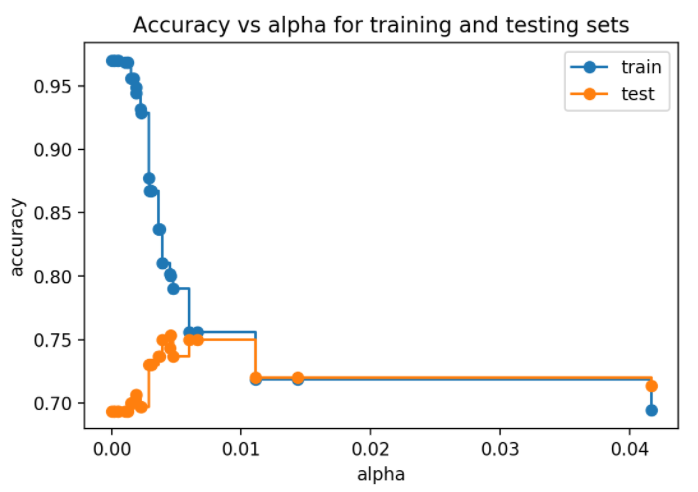 Accuracy vs alpha for training and testing sets
train
test
accuracy
0.95
0.90
0.85
0.80
0.75
0.70
0.00
0.01
0.02
0.03
0.04
alpha